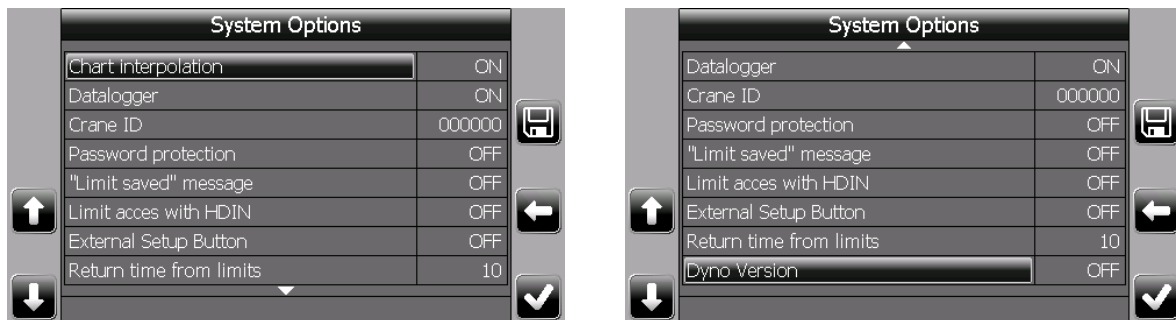 System Options
Chart interpolation ON
Datalogger ON
Crane ID 000000
Password protection OFF
"Limit saved" message OFF
Limit acces with HDIN OFF
External Setup Button OFF
Return time from limits 10
System Options
Datalogger ON
Crane ID 000000
Password protection OFF
"Limit saved" message OFF
Limit acces with HDIN OFF
External Setup Button OFF
Return time from limits 10
Dyno Version OFF